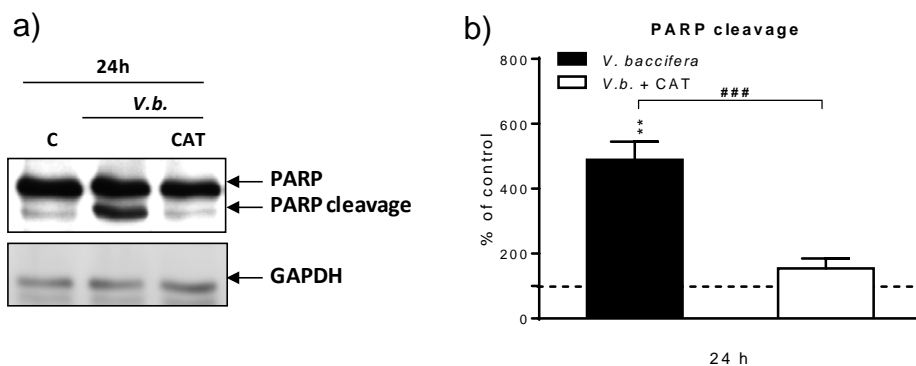 a)
24h
V.b.
C CAT
PARP
PARP cleavage
GAPDH
b)
PARP cleavage
V. baccifera
V.b. + CAT
###
**
% of control
800
600
400
200
0
24 h